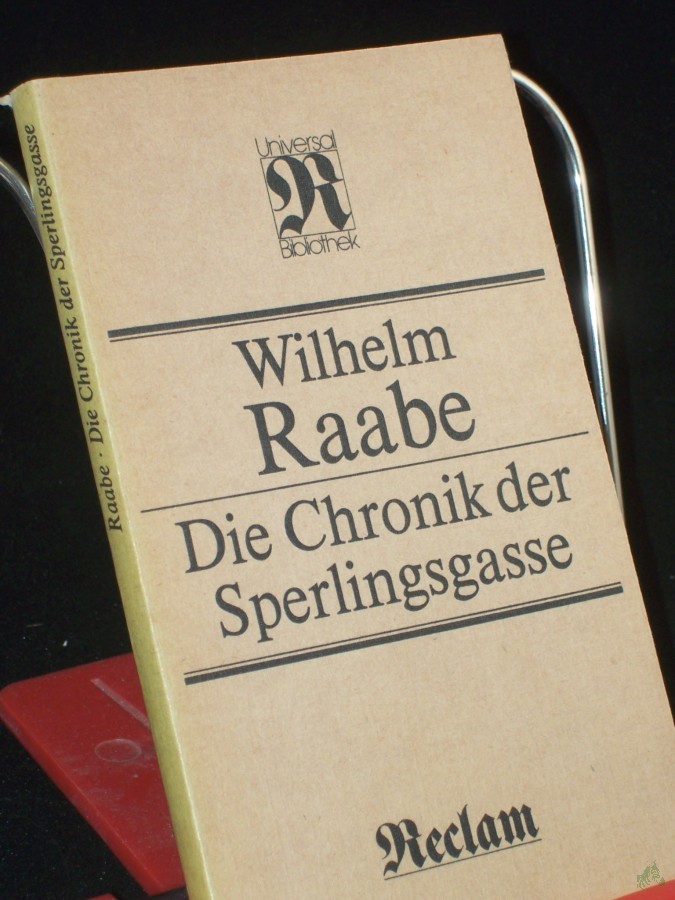 Universal
R
Bibliothek
Wilhelm
Raabe
Die Chronik der
Sperlingsgasse
Reclam
Raabe · Die Chronik der Sperlingsgasse